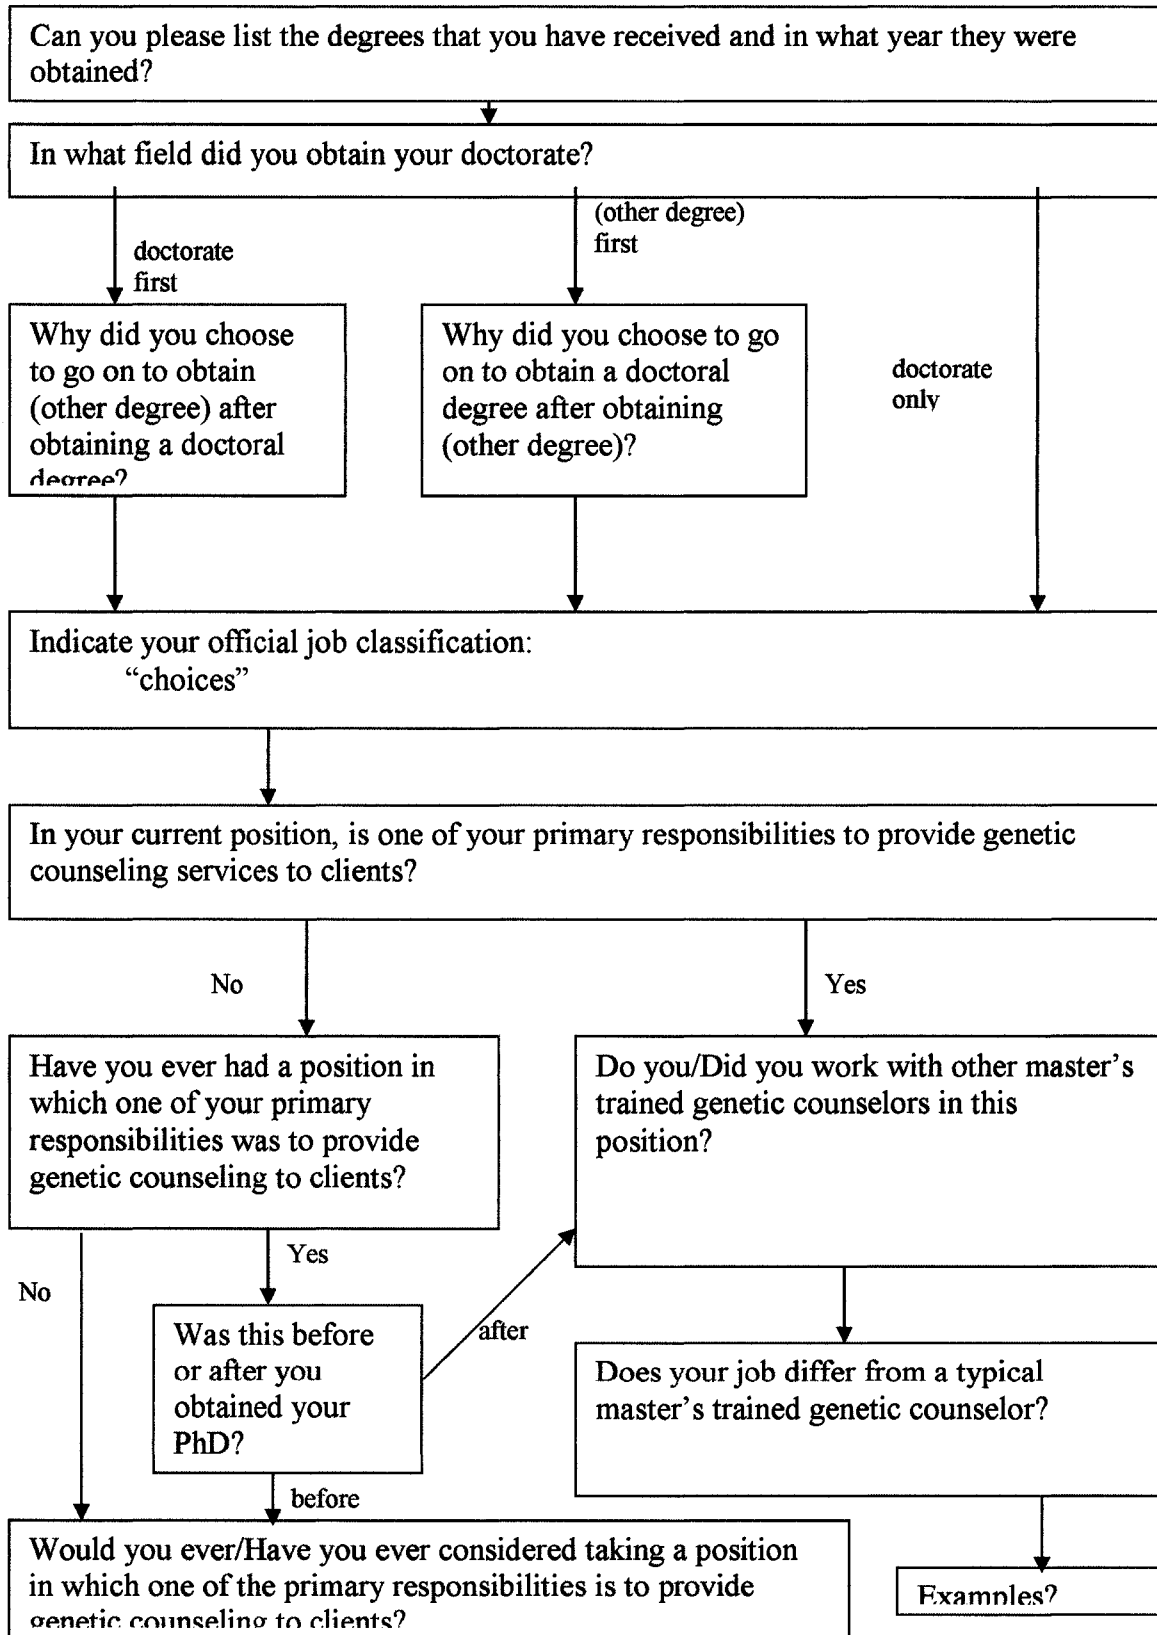 Can you please list the degrees that you have received and in what year they were
obtained?
In what field did you obtain your doctorate?
doctorate
first
(other degree)
first
Why did you choose
to go on to obtain
(other degree) after
obtaining a doctoral
degree?
Why did you choose to go
on to obtain a doctoral
degree after obtaining
(other degree)?
doctorate
only
Indicate your official job classification:
“choices”
In your current position, is one of your primary responsibilities to provide genetic
counseling services to clients?
No
Yes
Have you ever had a position in
which one of your primary
responsibilities was to provide
genetic counseling to clients?
Do you/Did you work with other master’s
trained genetic counselors in this
position?
No
Yes
Was this before
or after you
obtained your
PhD?
after
Does your job differ from a typical
master’s trained genetic counselor?
before
Would you ever/Have you ever considered taking a position
in which one of the primary responsibilities is to provide
genetic counseling to clients?
Examples?